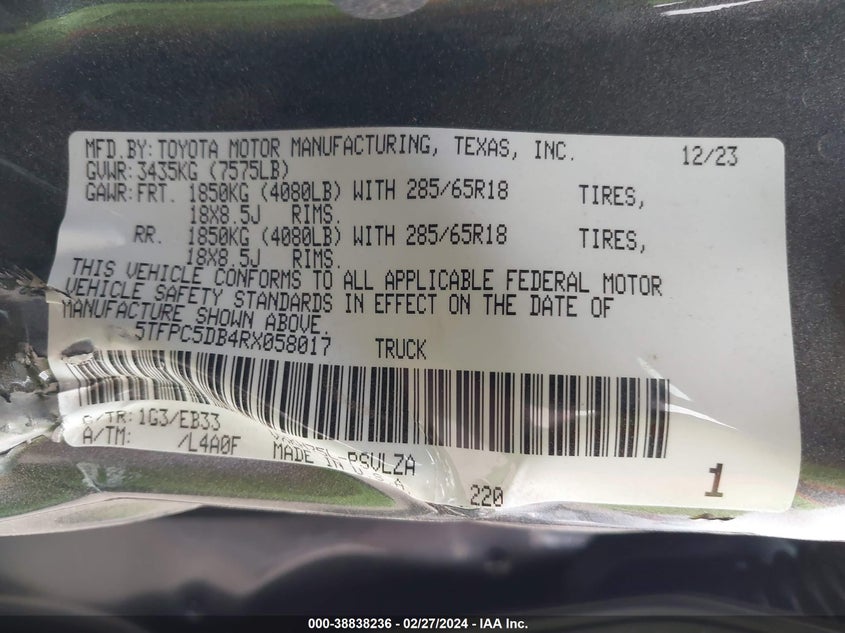 MFD.BY: TOYOTA MOTOR MANUFACTURING, TEXAS, INC. 12/23
GVWR: 3435KG (7575LB)
GAWR: FRT. 1850KG (4080LB) WITH 285/65R18 TIRES,
18X8.5J RIMS.
RR. 1850KG (4080LB) WITH 285/65R18 TIRES,
18X8.5J RIMS.
THIS VEHICLE CONFORMS TO ALL APPLICABLE FEDERAL MOTOR
VEHICLE SAFETY STANDARDS IN EFFECT ON THE DATE OF
MANUFACTURE SHOWN ABOVE.
5TFPC5DB4RX058017 TRUCK
C/TR: 1G3/EB33
A/TM: /L4A0F PSVLZA
MADE IN U.S.A.
220 1
000-38838236 - 02/27/2024 - IAA Inc.